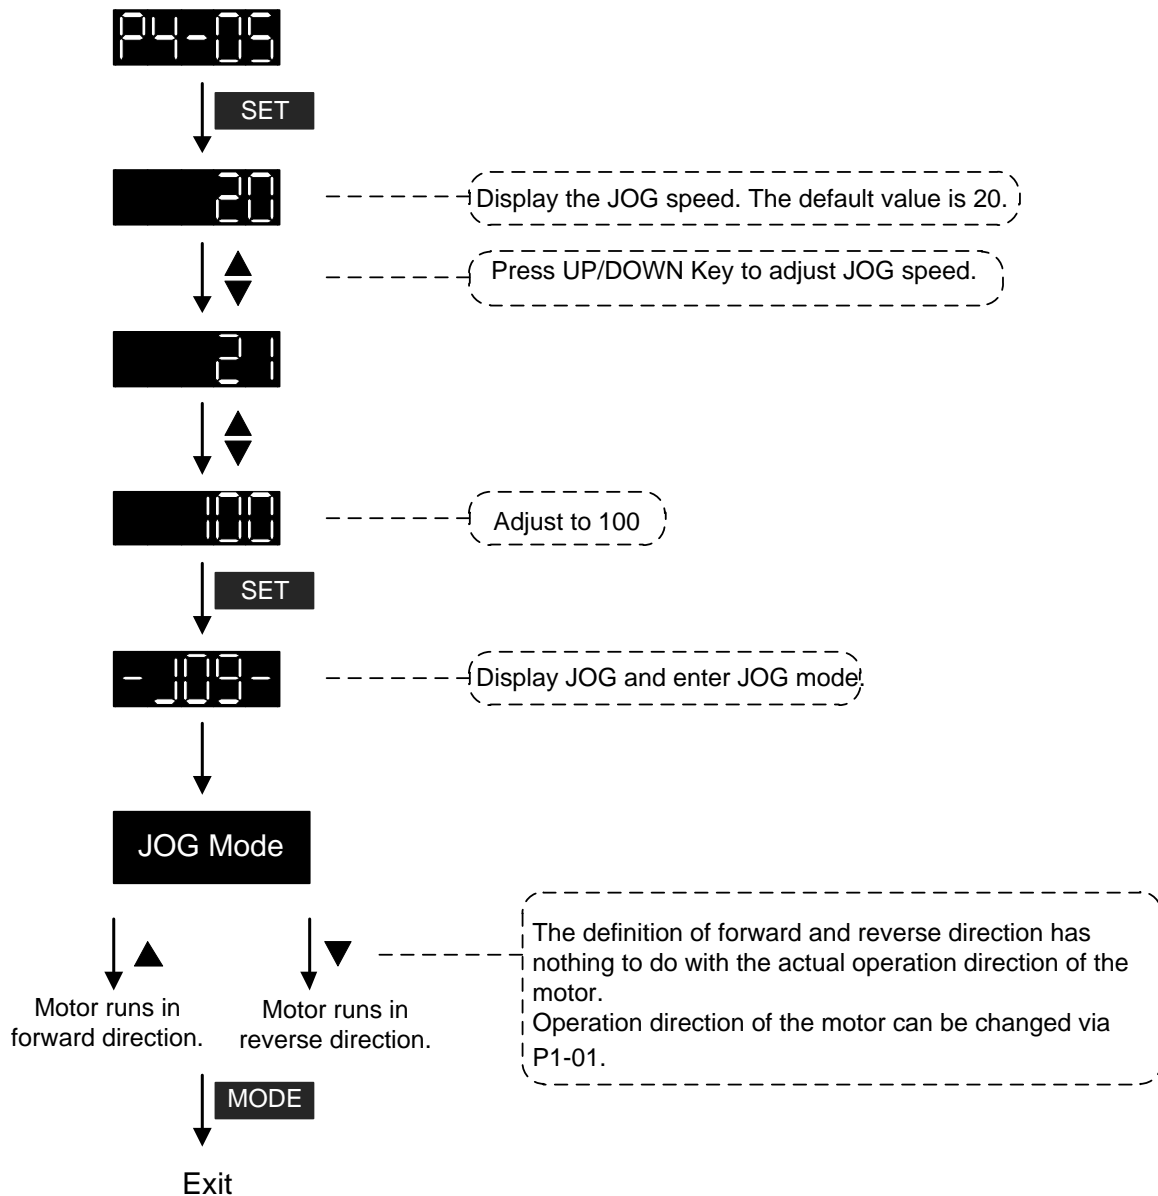 P4-05
SET
20
Display the JOG speed. The default value is 20.
Press UP/DOWN Key to adjust JOG speed.
21
100
Adjust to 100
SET
-JOG-
Display JOG and enter JOG mode.
JOG Mode
The definition of forward and reverse direction has
nothing to do with the actual operation direction of the
motor.
Operation direction of the motor can be changed via
P1-01.
Motor runs in
forward direction.
Motor runs in
reverse direction.
MODE
Exit